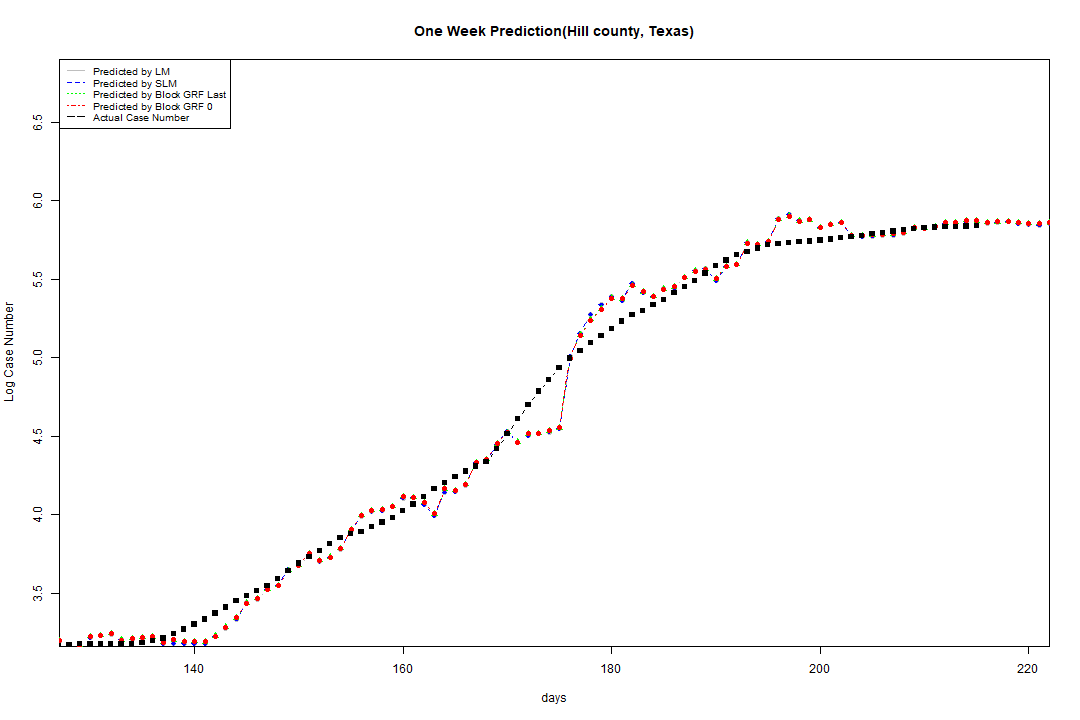 One Week Prediction(Hill county, Texas)
Predicted by LM
Predicted by SLM
Predicted by Block GRF Last
Predicted by Block GRF 0
Actual Case Number
6.5
6.0
5.5
5.0
4.5
4.0
3.5
Log Case Number
140 160 180 200 220
days